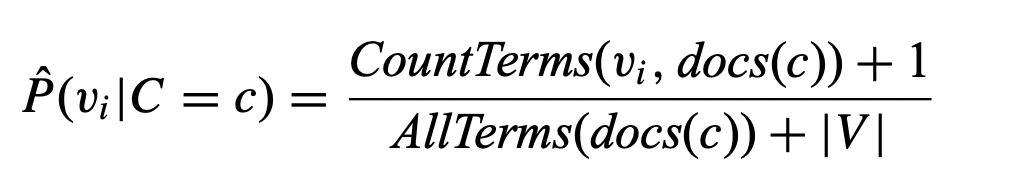 P̂(vᵢ|C = c) = CountTerms(vᵢ, docs(c)) + 1
AllTerms(docs(c)) + |V|